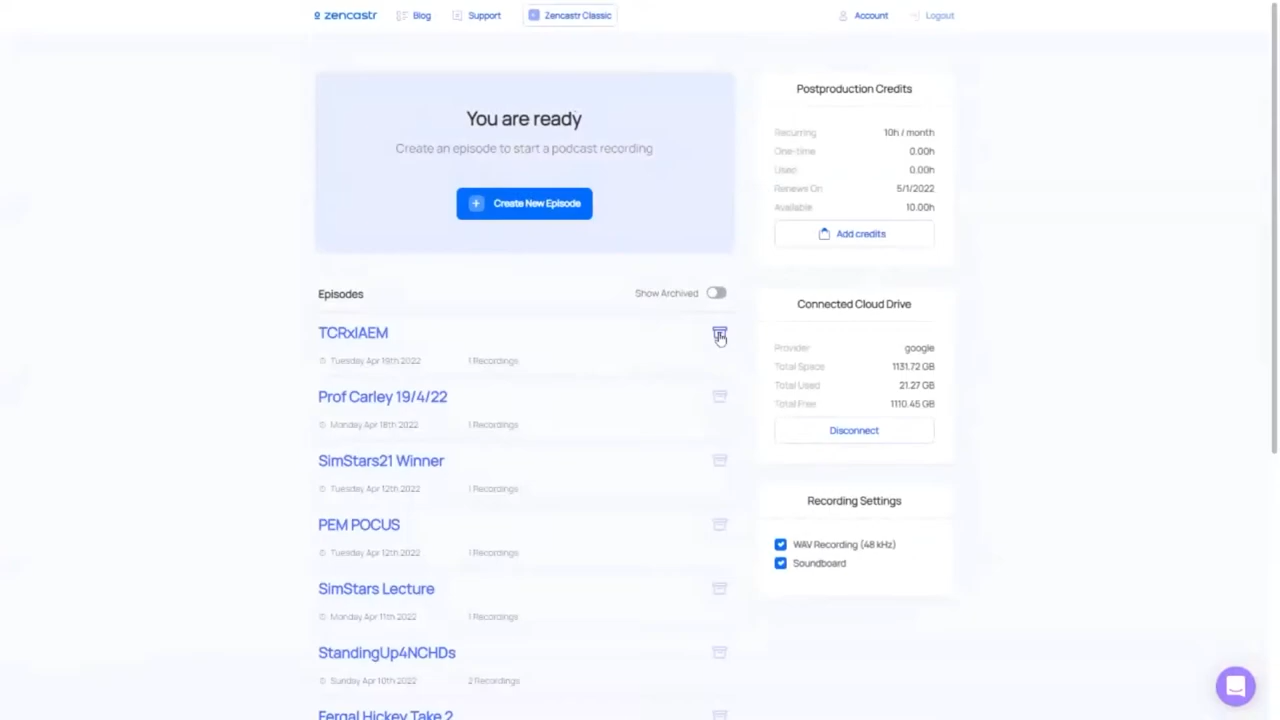 zencastr
Blog
Support
Zencastr Classic
Account
Logout
You are ready
Create an episode to start a podcast recording
Create New Episode
Episodes
Show Archived
TCRxIAEM
Tuesday Apr 19th 2022
1 Recordings
Prof Carley 19/4/22
Monday Apr 18th 2022
1 Recordings
SimStars21 Winner
Tuesday Apr 12th 2022
1 Recordings
PEM POCUS
Tuesday Apr 12th 2022
1 Recordings
SimStars Lecture
Monday Apr 11th 2022
1 Recordings
StandingUp4NCHDs
Sunday Apr 10th 2022
2 Recordings
Fergal Hickey Take 2
Postproduction Credits
Recurring 10h / month
One-time 0.00h
Used 0.00h
Renews On 5/1/2022
Available 10.00h
Add credits
Connected Cloud Drive
Provider google
Total Space 1131.72 GB
Total Used 21.27 GB
Total Free 1110.45 GB
Disconnect
Recording Settings
WAV Recording (48 kHz)
Soundboard